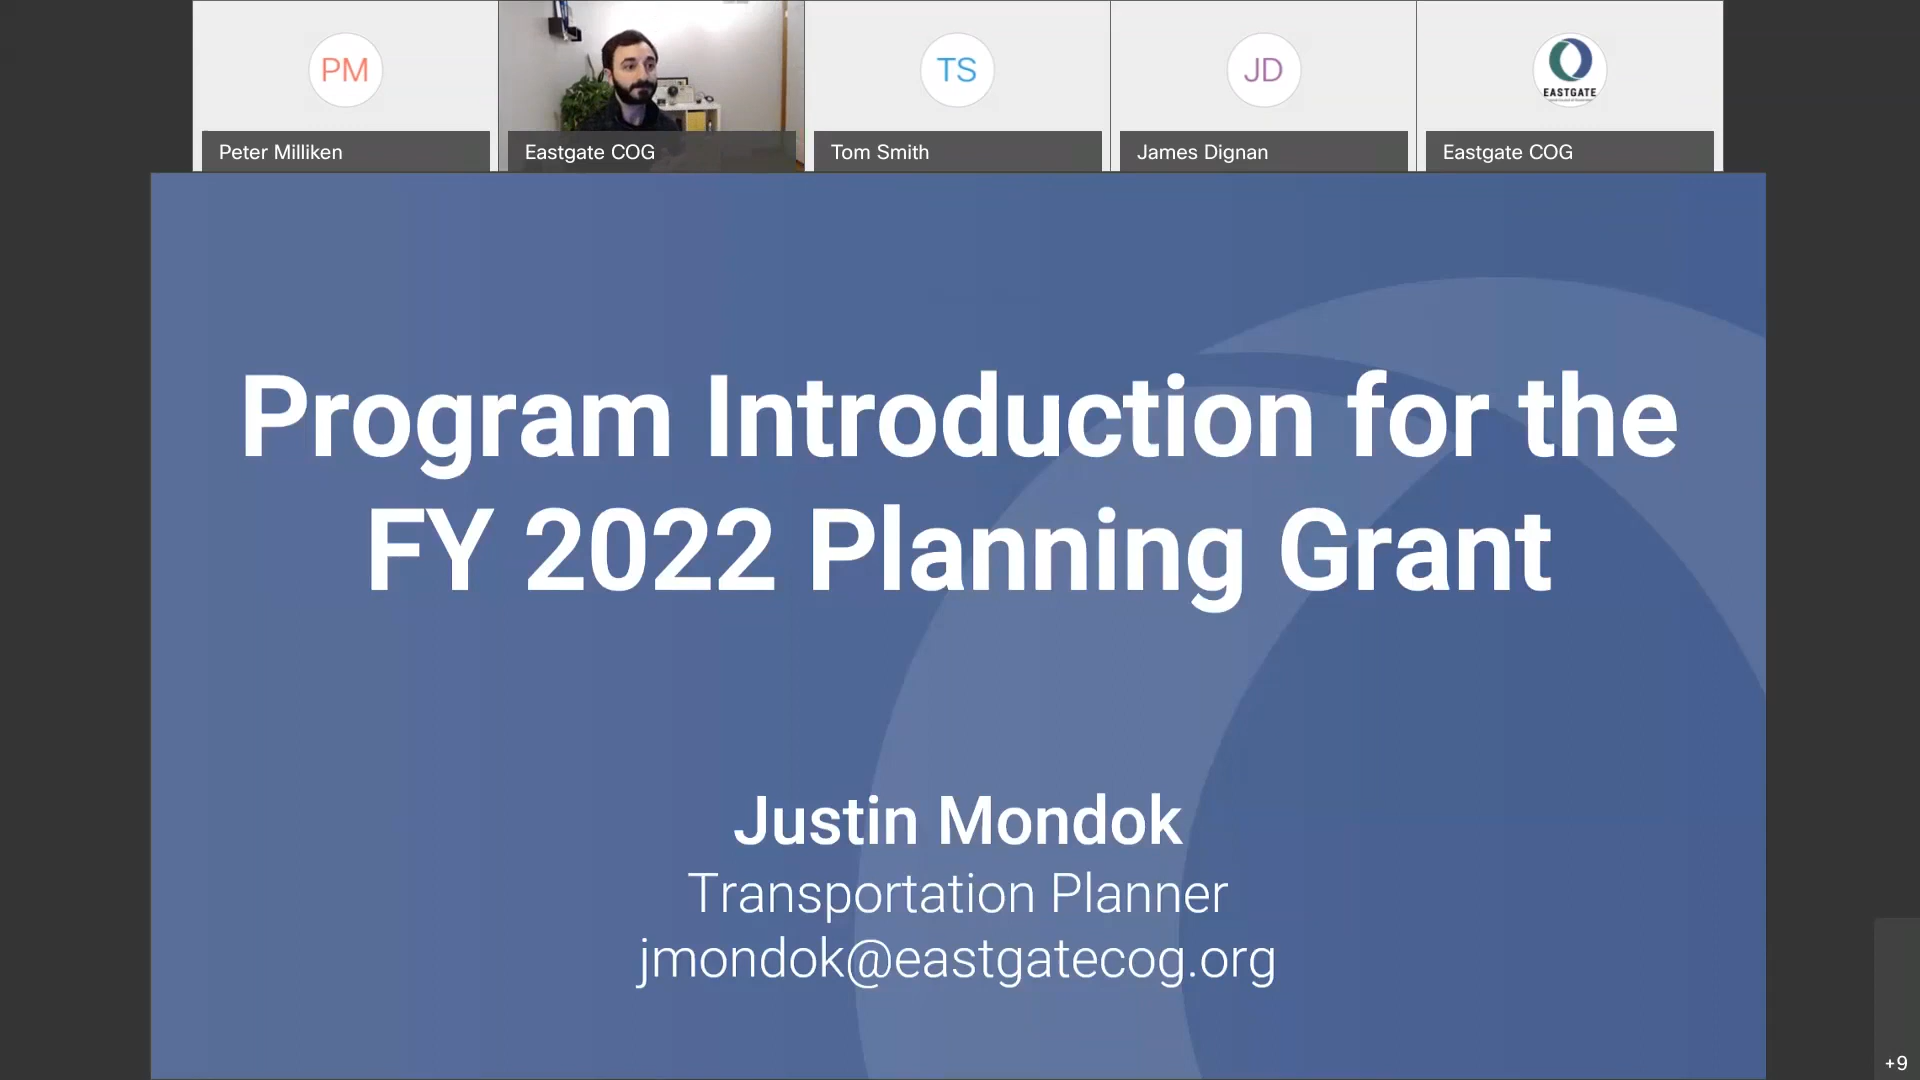 PM
TS
JD
EASTGATE
Peter Milliken
Eastgate COG
Tom Smith
James Dignan
Eastgate COG
Program Introduction for the
FY 2022 Planning Grant
Justin Mondok
Transportation Planner
jmondok@eastgatecog.org
+9